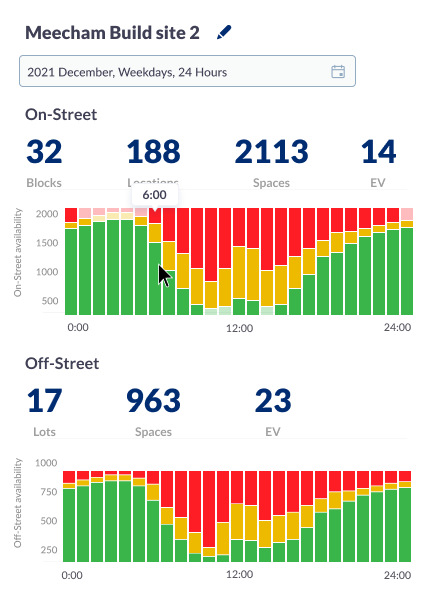 Meecham Build site 2
2021 December, Weekdays, 24 Hours
On-Street
32 188 2113 14
Blocks Locations Spaces EV
6:00
On-Street availability
2000
1500
1000
500
0:00 12:00 24:00
Off-Street
17 963 23
Lots Spaces EV
Off-Street availability
1000
750
500
250
0:00 12:00 24:00